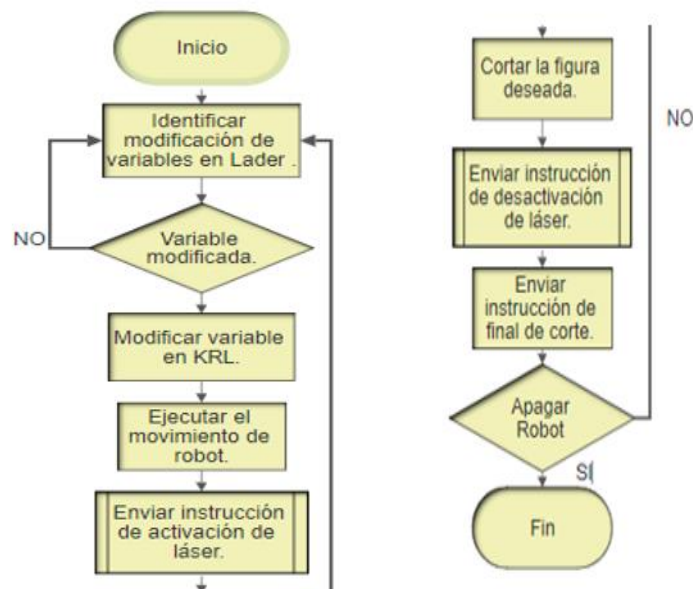 Inicio
Identificar
modificación de
variables en Lader .
NO
Variable
modificada.
Modificar variable
en KRL.
Ejecutar el
movimiento de
robot.
Enviar instrucción
de activación de
láser.
Cortar la figura
deseada.
NO
Enviar instrucción
de desactivación
de láser.
Enviar
instrucción de
final de corte.
Apagar
Robot
SÍ
Fin